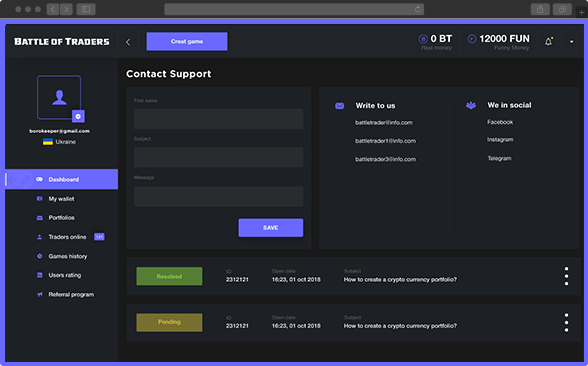 BATTLE OF TRADERS
Creat game
0 BT
Real money
12000 FUN
Funny Money
borokeeper@gmail.com
Ukraine
Dashboard
My wallet
Portfolios
Traders online
Games history
Users rating
Referral program
Contact Support
First name
Subject
Message
SAVE
Write to us
battletrader@info.com
battletrader1@info.com
battletrader3@info.com
We in social
Facebook
Instagram
Telegram
Resolved
ID
2312121
Open date
16:23, 01 oct 2018
Subject
How to create a crypto currency portfolio?
Pending
ID
2312121
Open date
16:23, 01 oct 2018
Subject
How to create a crypto currency portfolio?